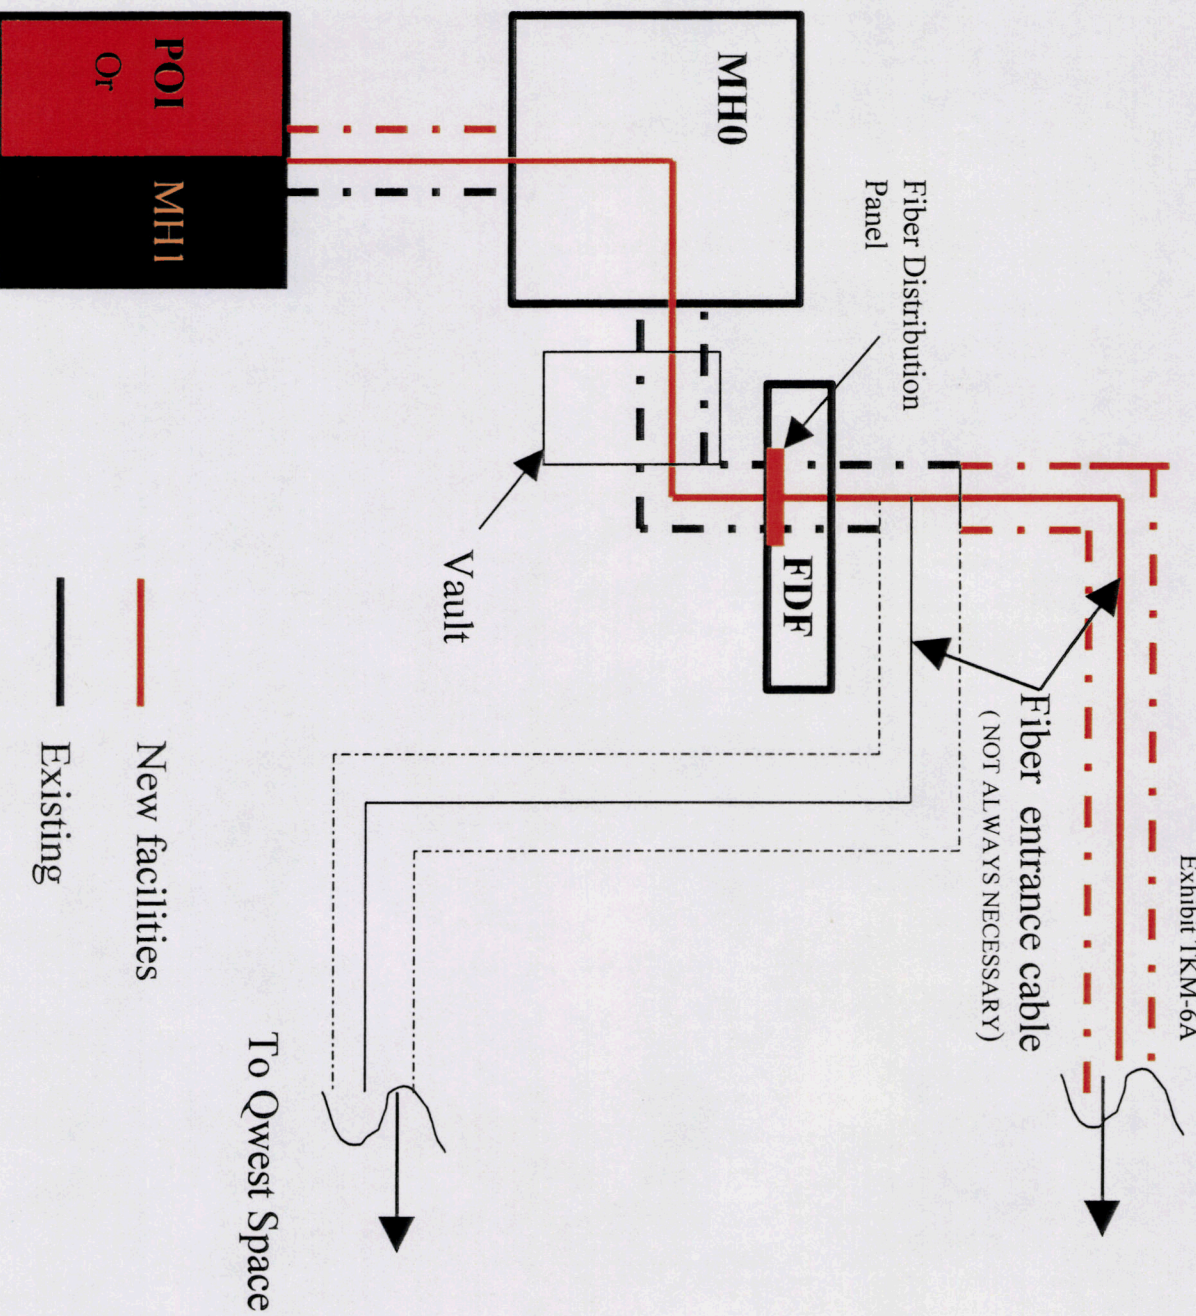 Exhibit TKM-6A
Fiber entrance cable
( NOT ALWAYS NECESSARY)
Fiber Distribution
Panel
MH0
FDF
Vault
POI
Or
MH1
To Qwest Space
New facilities
Existing